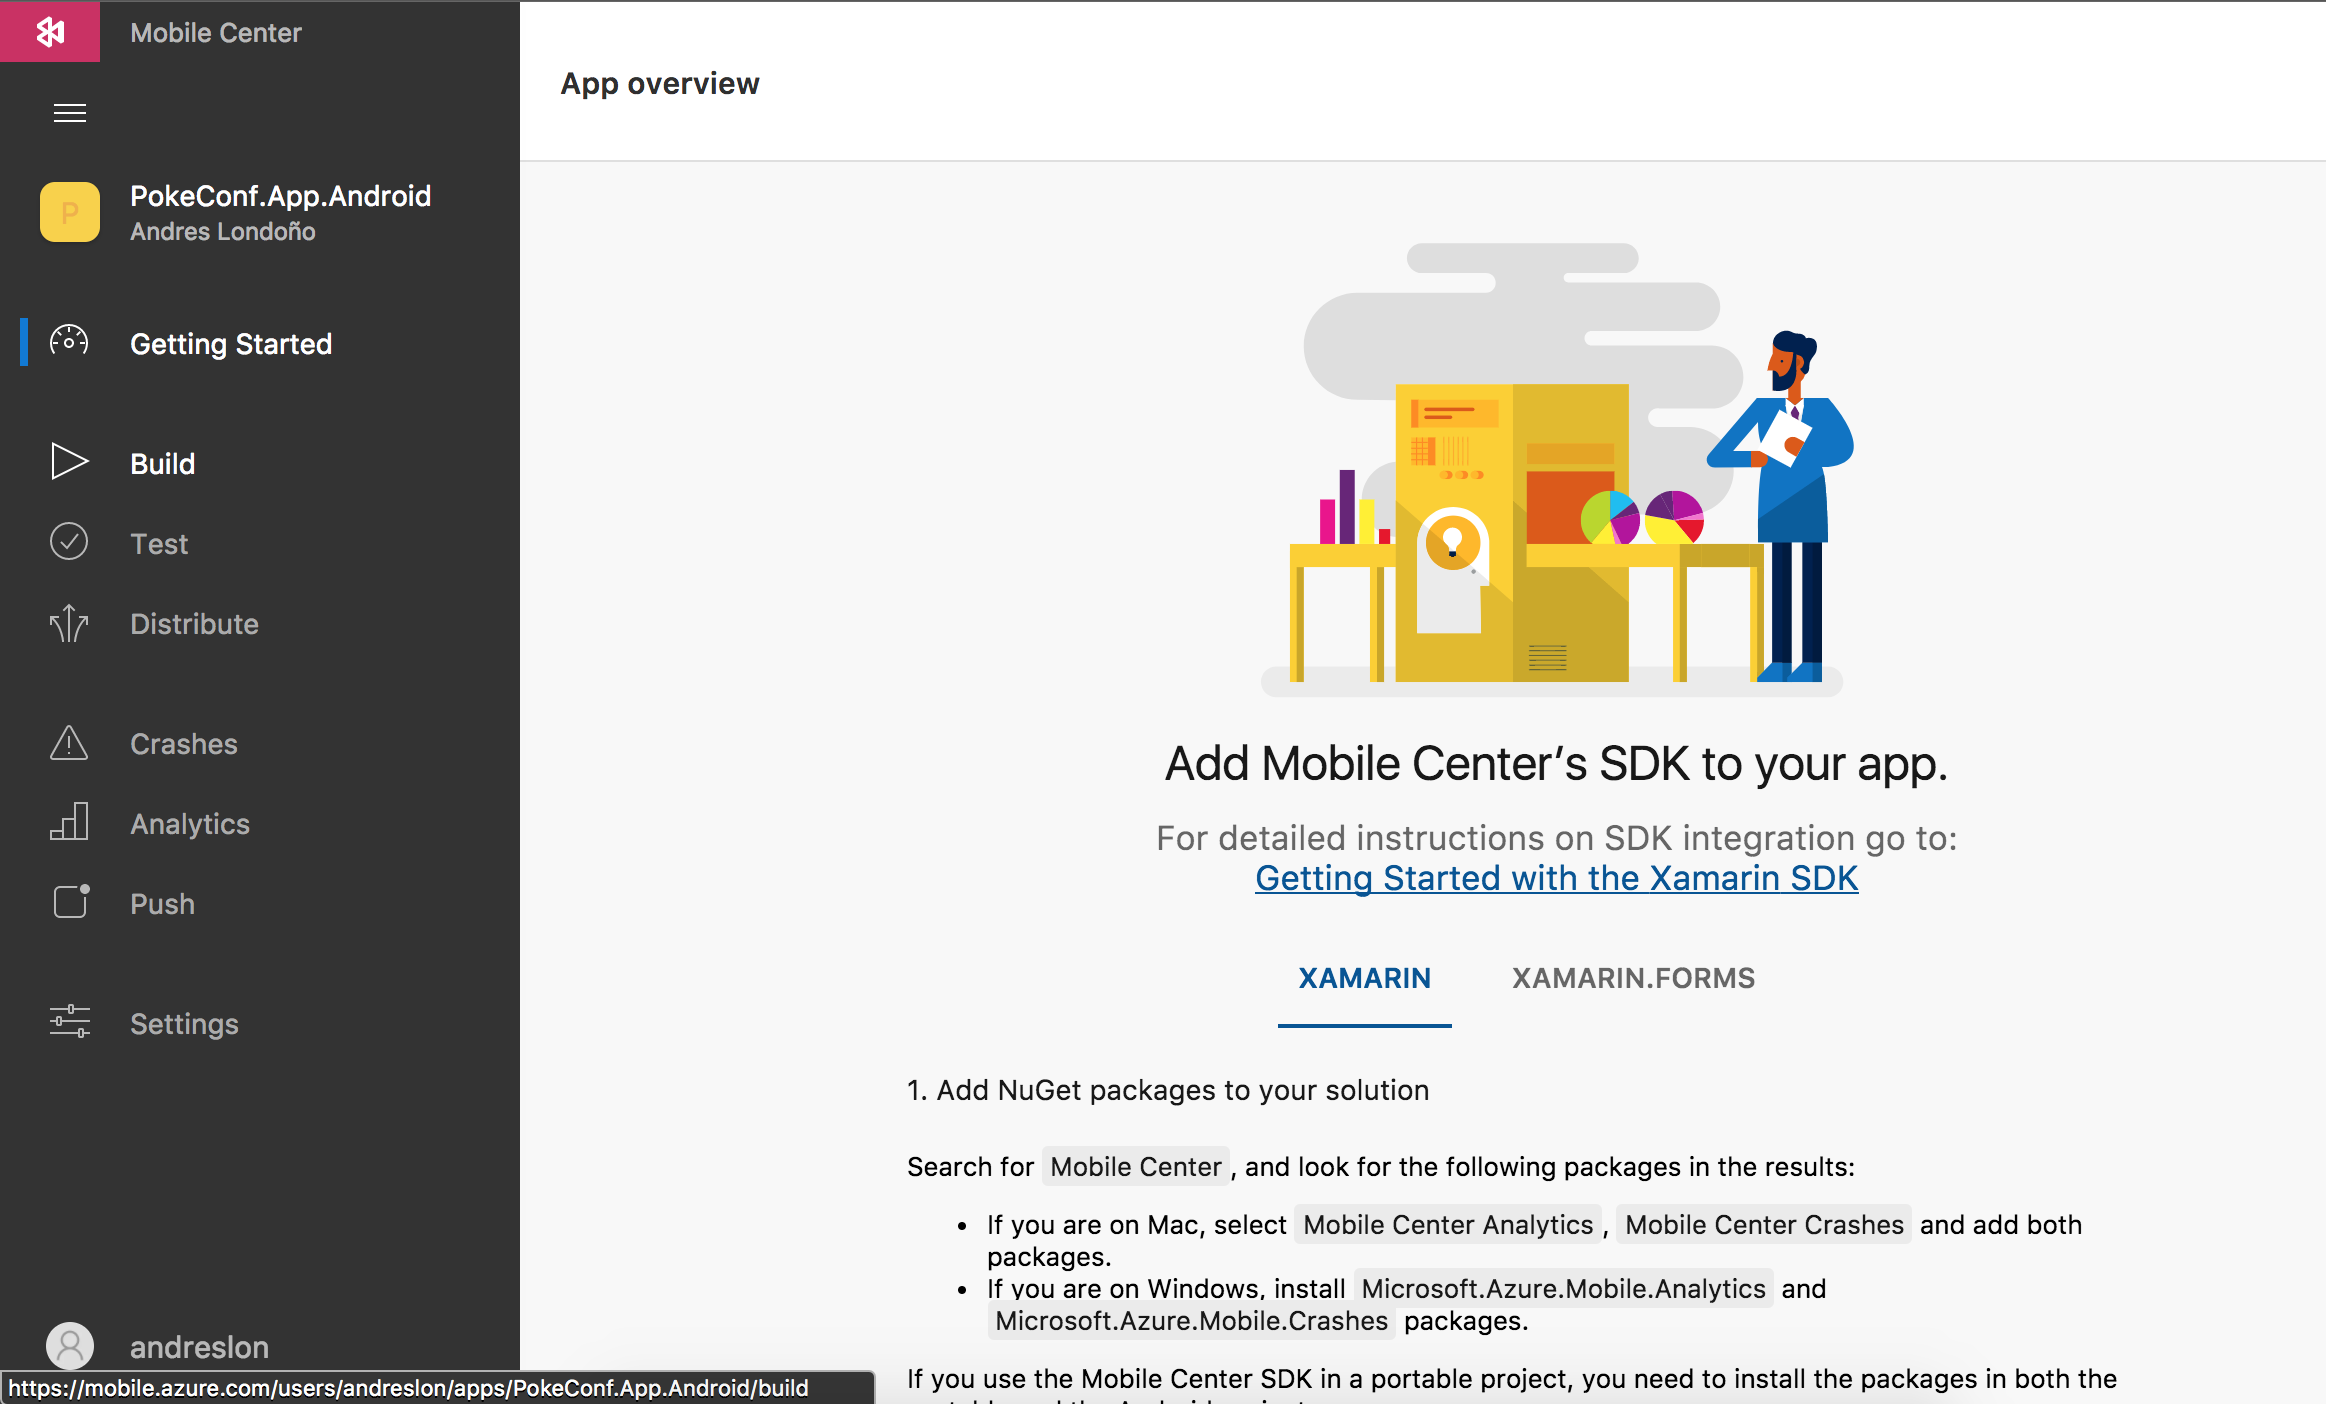 Mobile Center
P
PokeConf.App.Android
Andres Londoño
Getting Started
Build
Test
Distribute
Crashes
Analytics
Push
Settings
andreslon
https://mobile.azure.com/users/andreslon/apps/PokeConf.App.Android/build
App overview
Add Mobile Center’s SDK to your app.
For detailed instructions on SDK integration go to:
Getting Started with the Xamarin SDK
XAMARIN XAMARIN.FORMS
1. Add NuGet packages to your solution
Search for Mobile Center , and look for the following packages in the results:
• If you are on Mac, select Mobile Center Analytics , Mobile Center Crashes and add both
packages.
• If you are on Windows, install Microsoft.Azure.Mobile.Analytics and
Microsoft.Azure.Mobile.Crashes packages.
If you use the Mobile Center SDK in a portable project, you need to install the packages in both the